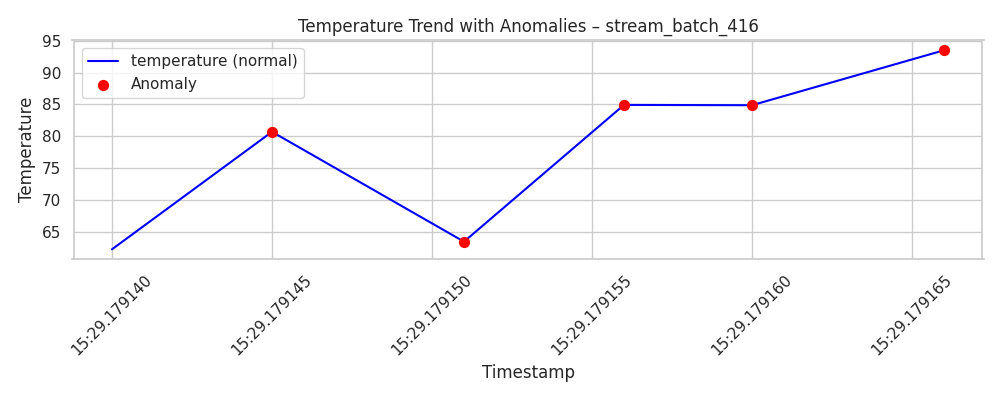 Temperature Trend with Anomalies – stream_batch_416
temperature (normal)
Anomaly
Temperature
95
90
85
80
75
70
65
15:29.179140
15:29.179145
15:29.179150
15:29.179155
15:29.179160
15:29.179165
Timestamp